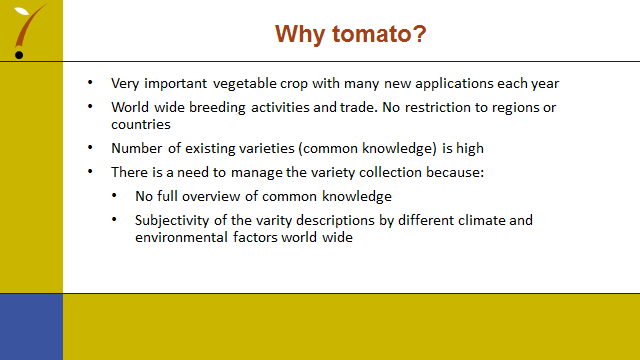 Why tomato?
• Very important vegetable crop with many new applications each year
• World wide breeding activities and trade. No restriction to regions or
countries
• Number of existing varieties (common knowledge) is high
• There is a need to manage the variety collection because:
• No full overview of common knowledge
• Subjectivity of the varity descriptions by different climate and
environmental factors world wide